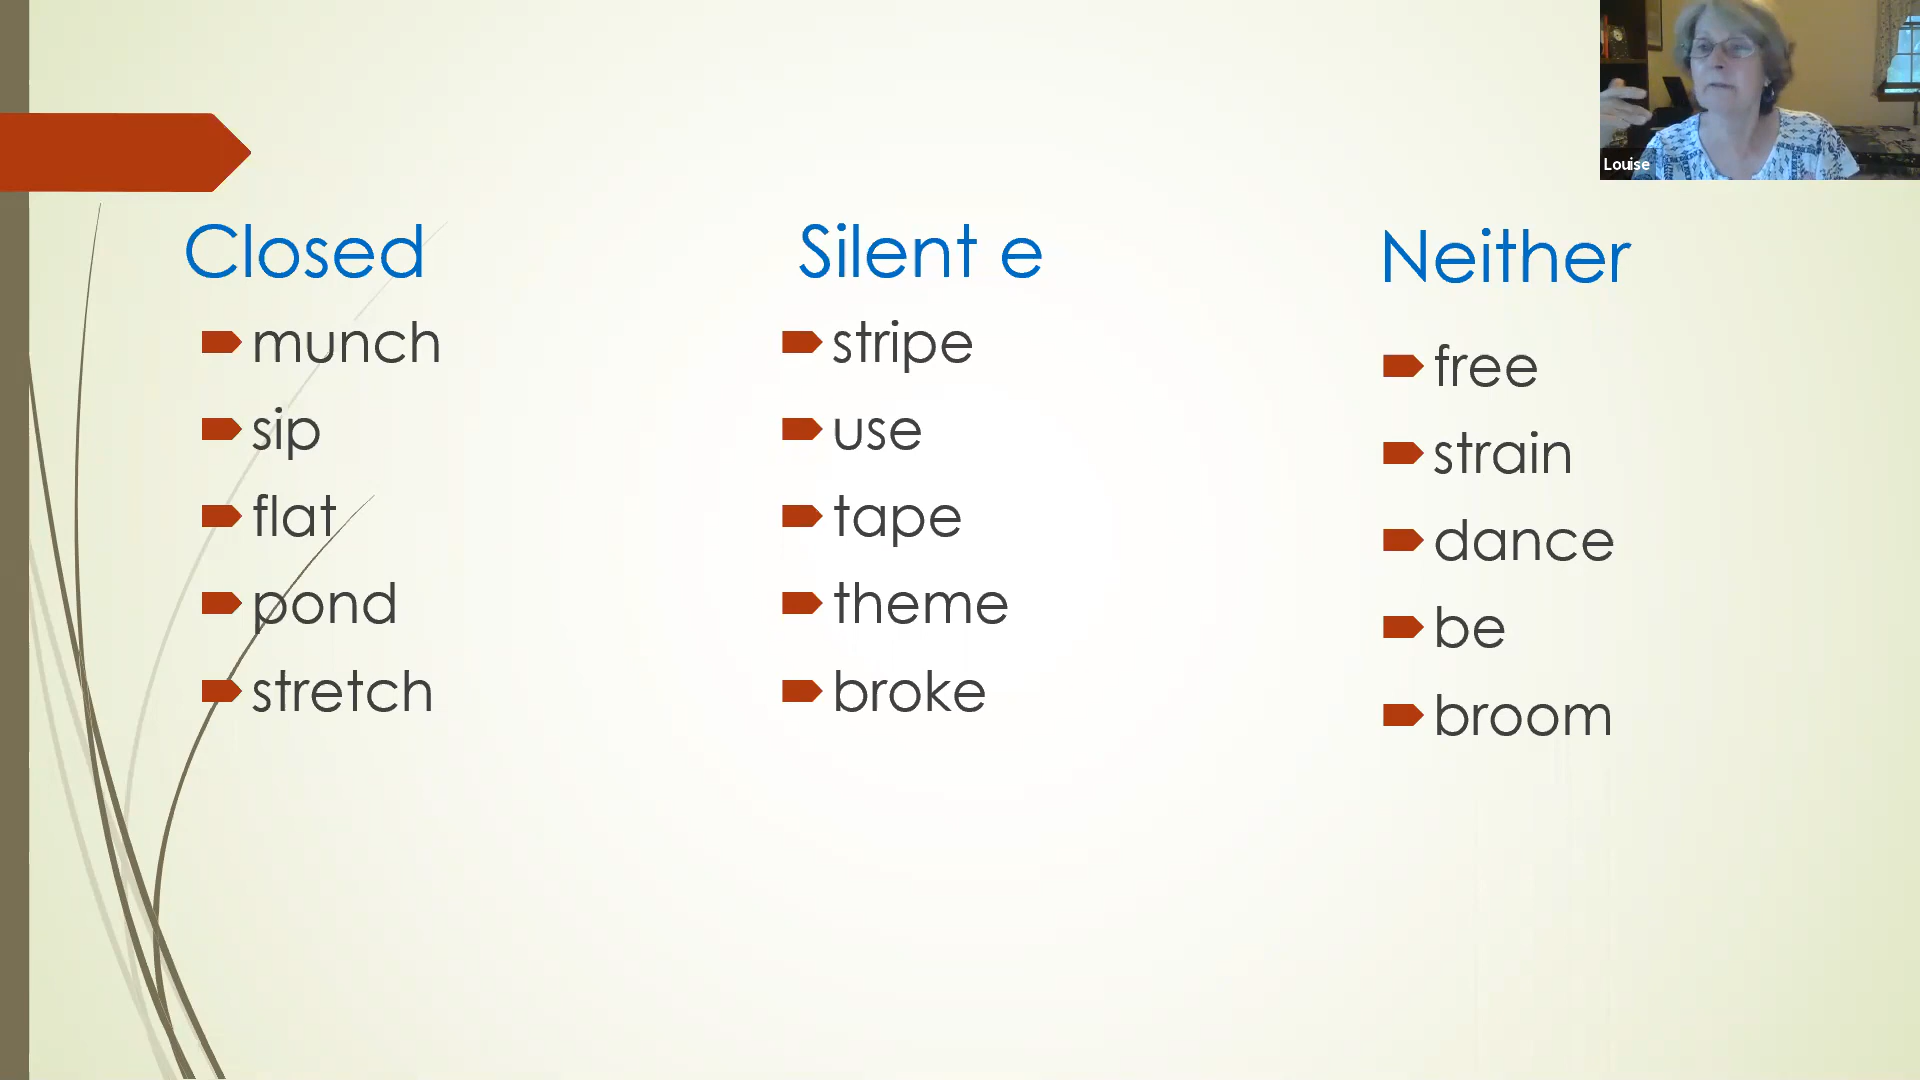 Louise
Closed
munch
sip
flat
pond
stretch
Silent e
stripe
use
tape
theme
broke
Neither
free
strain
dance
be
broom